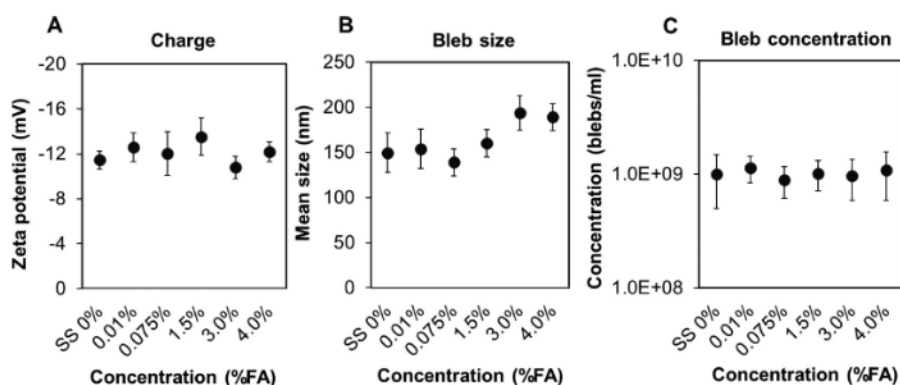 A
Charge
Zeta potential (mV)
-20
-16
-12
-8
-4
0
SS 0%
0.01%
0.075%
1.5%
3.0%
4.0%
Concentration (%FA)
B
Bleb size
Mean size (nm)
250
200
150
100
50
0
SS 0%
0.01%
0.075%
1.5%
3.0%
4.0%
Concentration (%FA)
C
Bleb concentration
Concentration (blebs/ml)
1.0E+10
1.0E+09
1.0E+08
SS 0%
0.01%
0.075%
1.5%
3.0%
4.0%
Concentration (%FA)